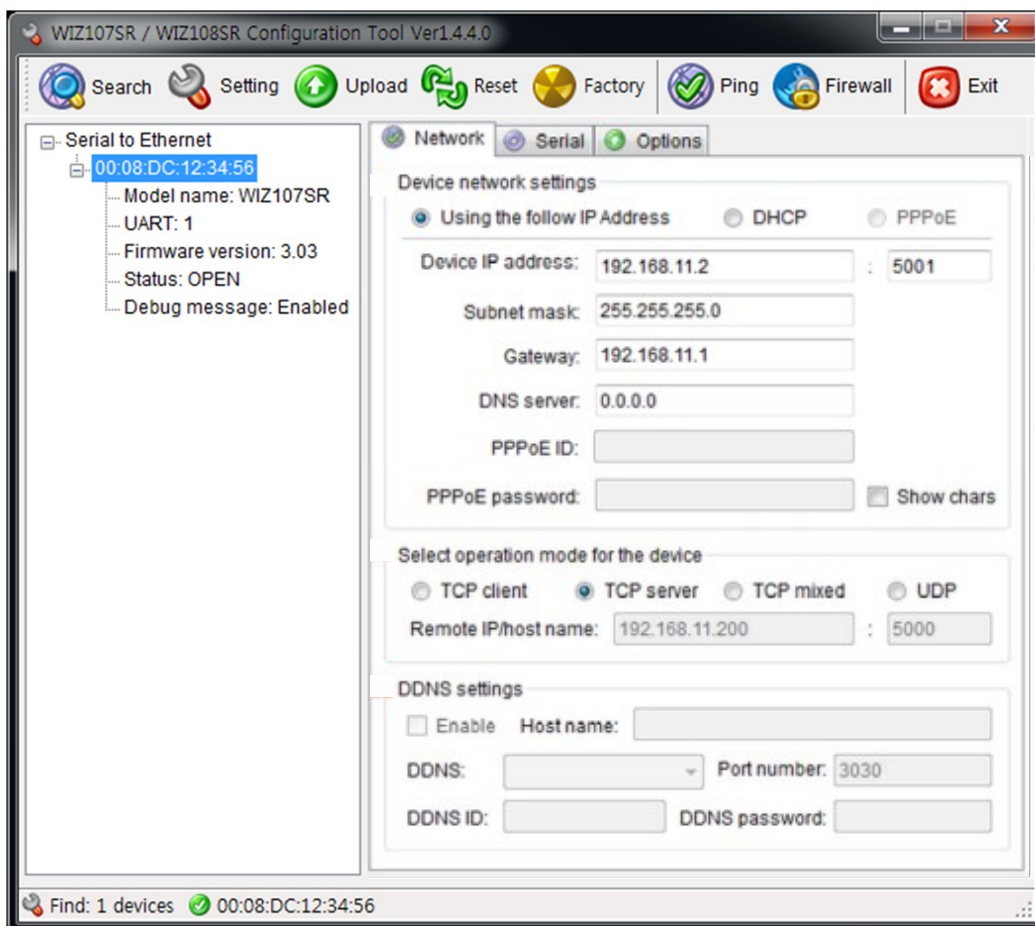 WIZ107SR / WIZ108SR Configuration Tool Ver1.4.4.0
Search Setting Upload Reset Factory Ping Firewall Exit
Serial to Ethernet
00:08:DC:12:34:56
Model name: WIZ107SR
UART: 1
Firmware version: 3.03
Status: OPEN
Debug message: Enabled
Network Serial Options
Device network settings
Using the follow IP Address DHCP PPPoE
Device IP address: 192.168.11.2 : 5001
Subnet mask: 255.255.255.0
Gateway: 192.168.11.1
DNS server: 0.0.0.0
PPPoE ID:
PPPoE password: Show chars
Select operation mode for the device
TCP client TCP server TCP mixed UDP
Remote IP/host name: 192.168.11.200 : 5000
DDNS settings
Enable Host name:
DDNS: Port number: 3030
DDNS ID: DDNS password:
Find: 1 devices 00:08:DC:12:34:56